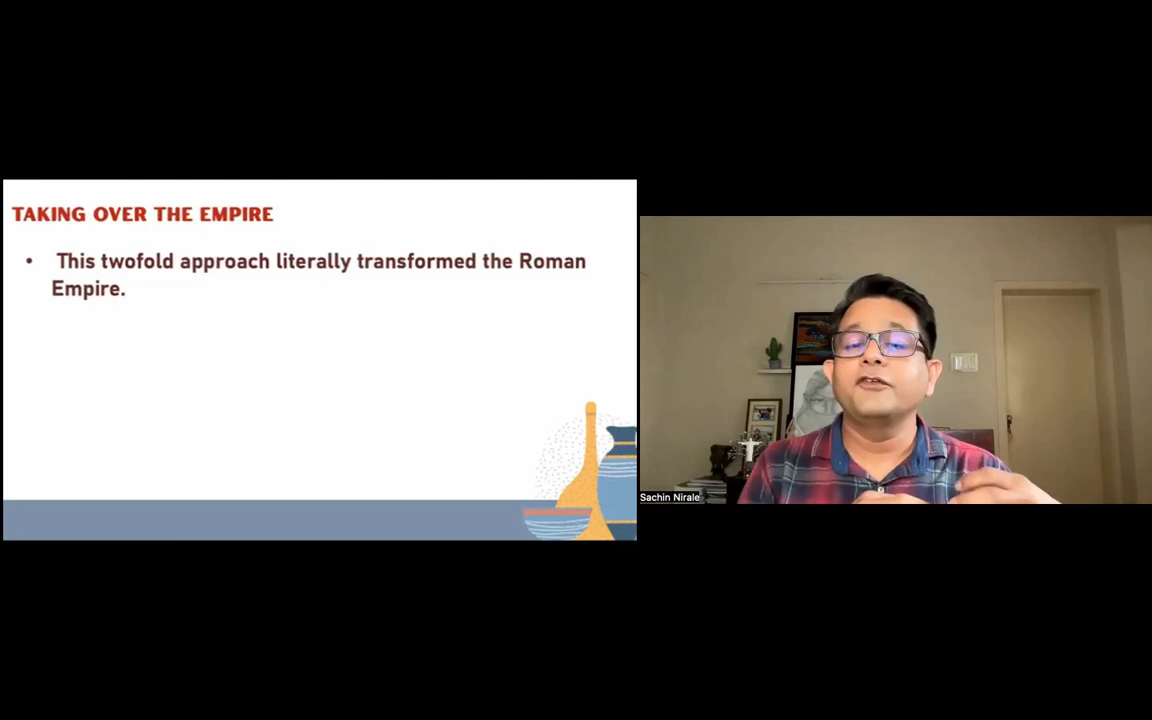 TAKING OVER THE EMPIRE
• This twofold approach literally transformed the Roman
Empire.
Sachin Nirale